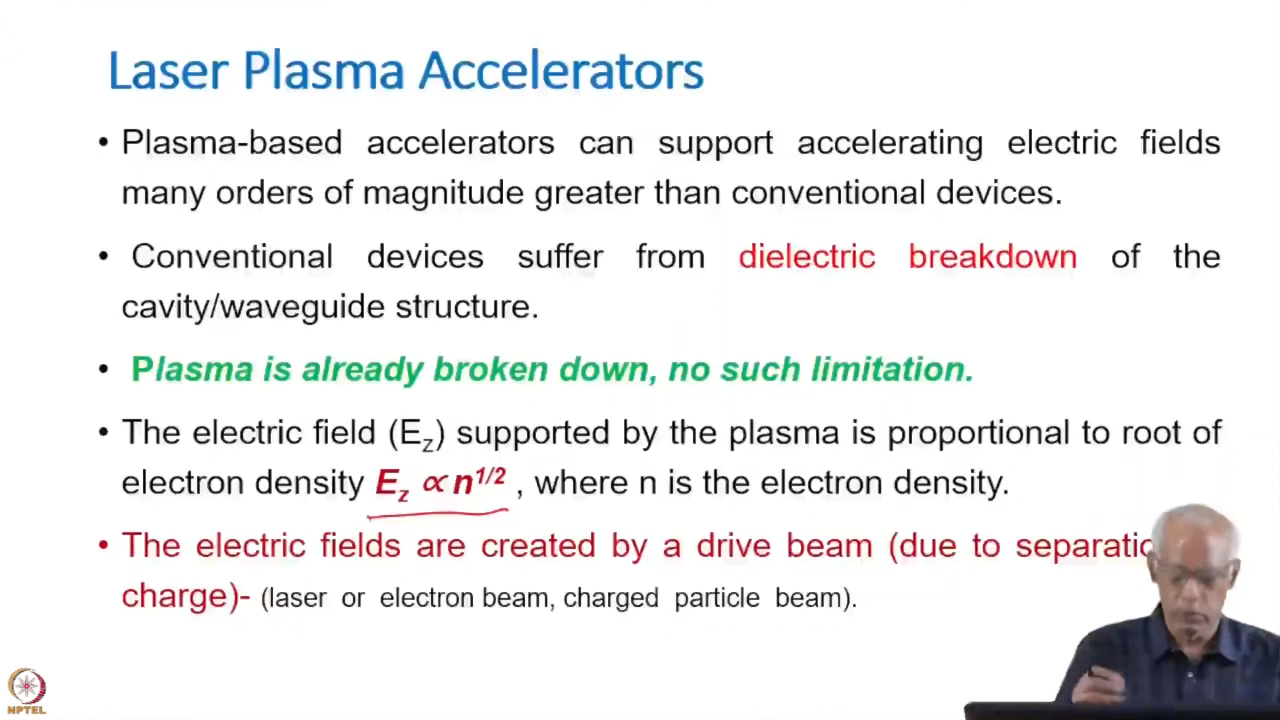 Laser Plasma Accelerators
• Plasma-based accelerators can support accelerating electric fields
many orders of magnitude greater than conventional devices.
• Conventional devices suffer from dielectric breakdown of the
cavity/waveguide structure.
• Plasma is already broken down, no such limitation.
• The electric field (E_z) supported by the plasma is proportional to root of
electron density E_z ∝ n^1/2 , where n is the electron density.
• The electric fields are created by a drive beam (due to
charge)- (laser or electron beam, charged particle beam).
NPTEL